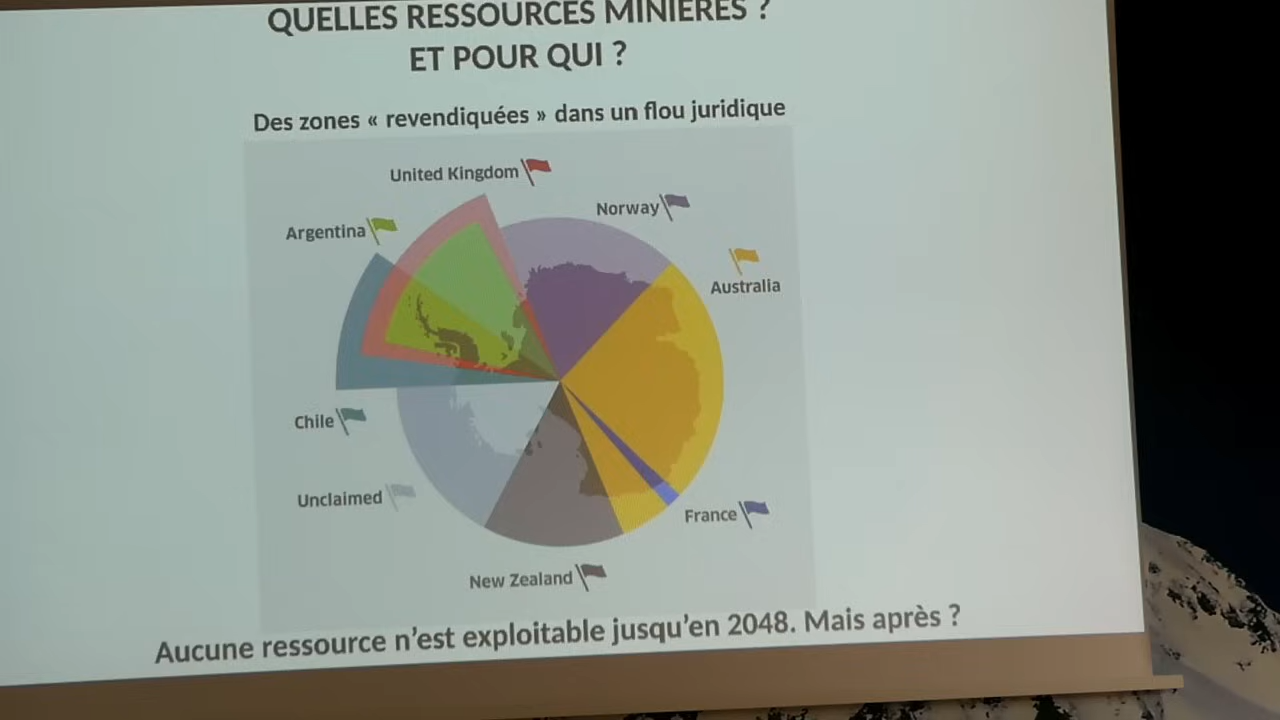 QUELLES RESSOURCES MINIÈRES ?
ET POUR QUI ?
Des zones « revendiquées » dans un flou juridique
United Kingdom
Norway
Argentina
Australia
Chile
Unclaimed
France
New Zealand
Aucune ressource n’est exploitable jusqu’en 2048. Mais après ?